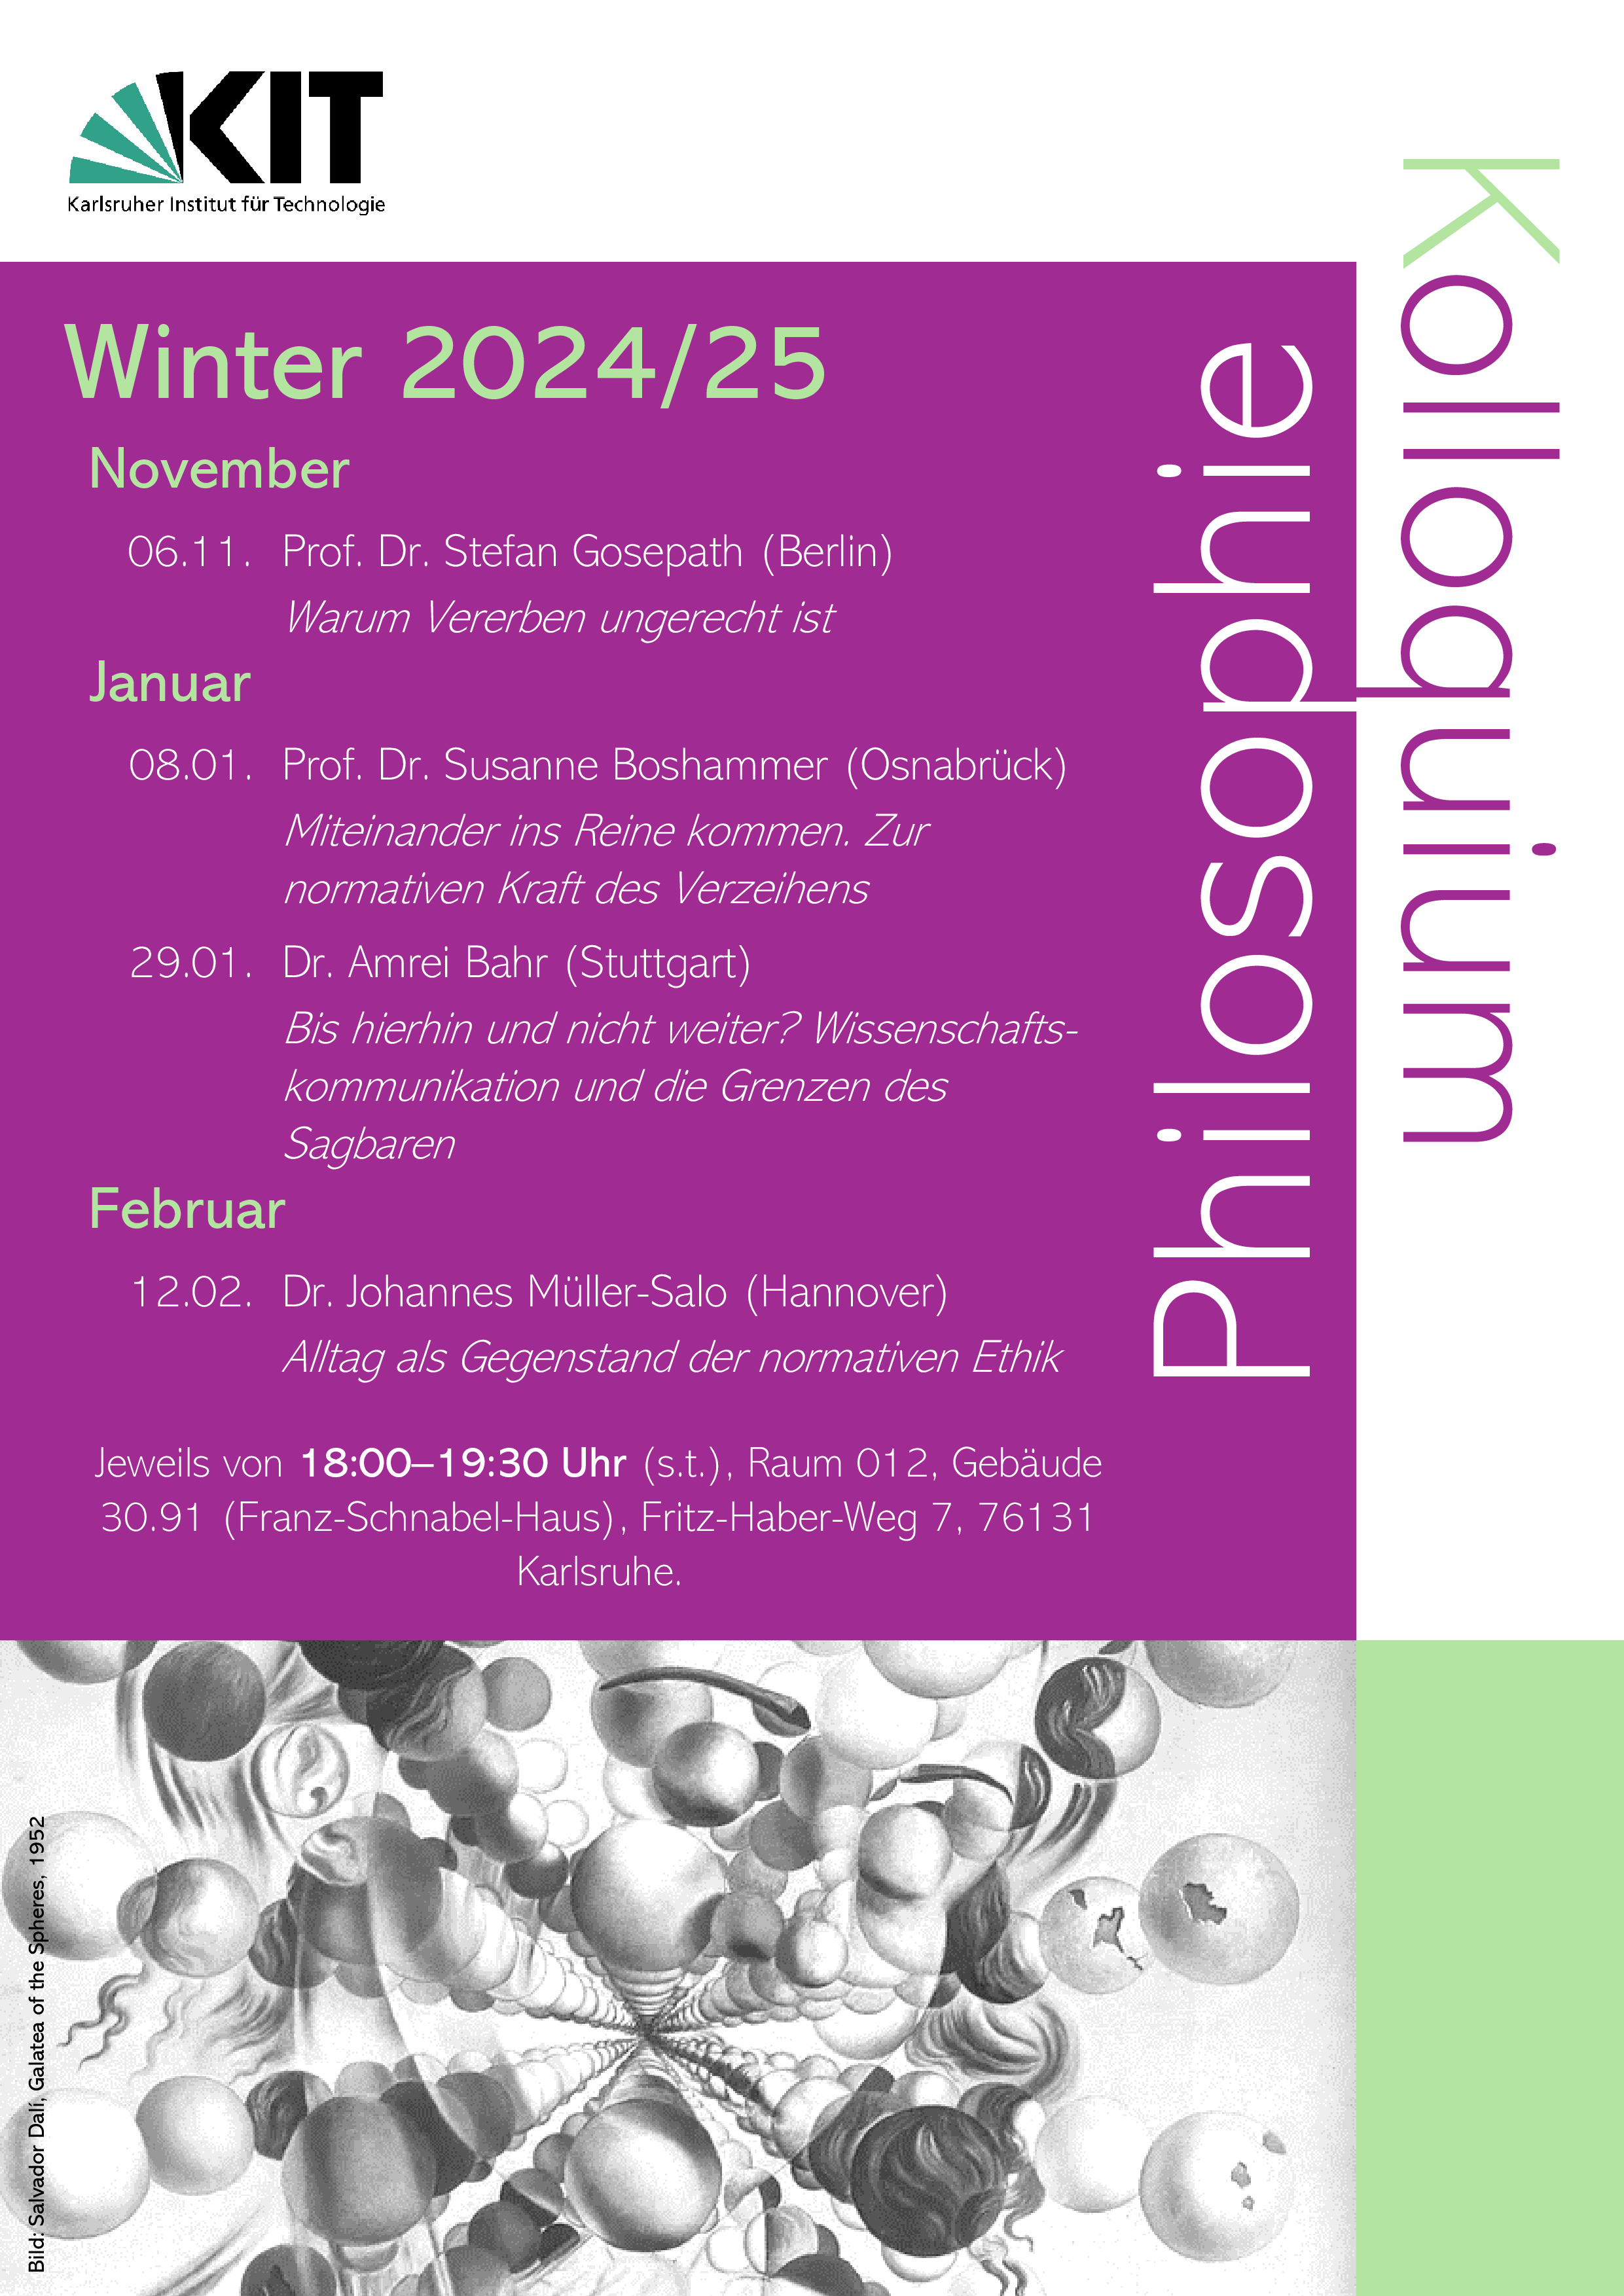 KIT
Karlsruher Institut für Technologie
Philosophie
Kolloquium
Winter 2024/25
November
06.11. Prof. Dr. Stefan Gosepath (Berlin)
Warum Vererben ungerecht ist
Januar
08.01. Prof. Dr. Susanne Boshammer (Osnabrück)
Miteinander ins Reine kommen. Zur
normativen Kraft des Verzeihens
29.01. Dr. Amrei Bahr (Stuttgart)
Bis hierhin und nicht weiter? Wissenschafts-
kommunikation und die Grenzen des
Sagbaren
Februar
12.02. Dr. Johannes Müller-Salo (Hannover)
Alltag als Gegenstand der normativen Ethik
Jeweils von 18:00–19:30 Uhr (s.t.), Raum 012, Gebäude
30.91 (Franz-Schnabel-Haus), Fritz-Haber-Weg 7, 76131
Karlsruhe.
Bild: Salvador Dalí, Galatea of the Spheres, 1952